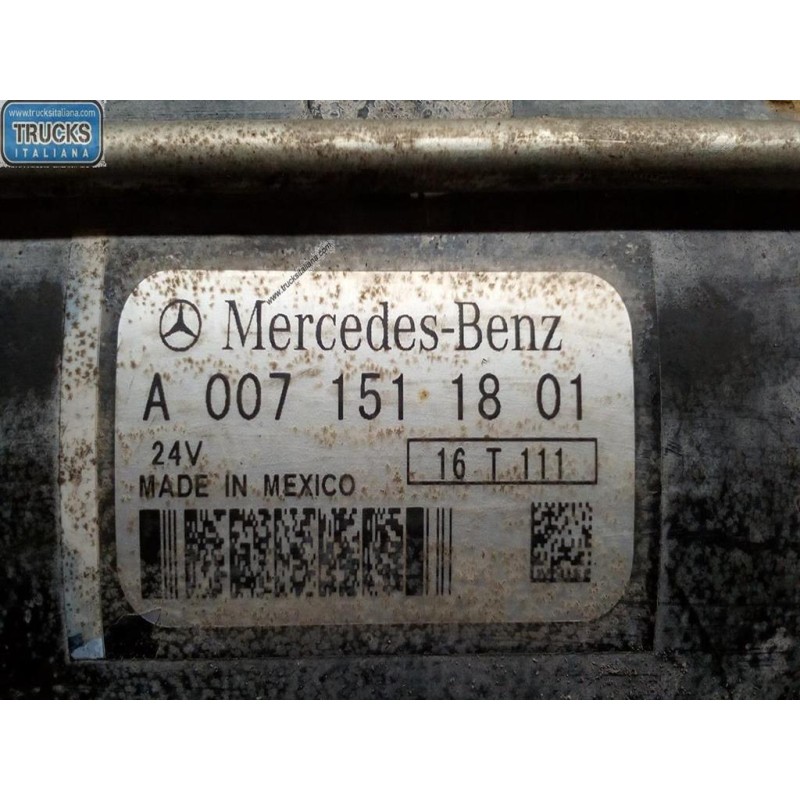 www.trucksitaliana.com
TRUCKS
ITALIANA
www.trucksitaliana.com
Mercedes-Benz
A 007 151 18 01
24V
16 T 111
MADE IN MEXICO